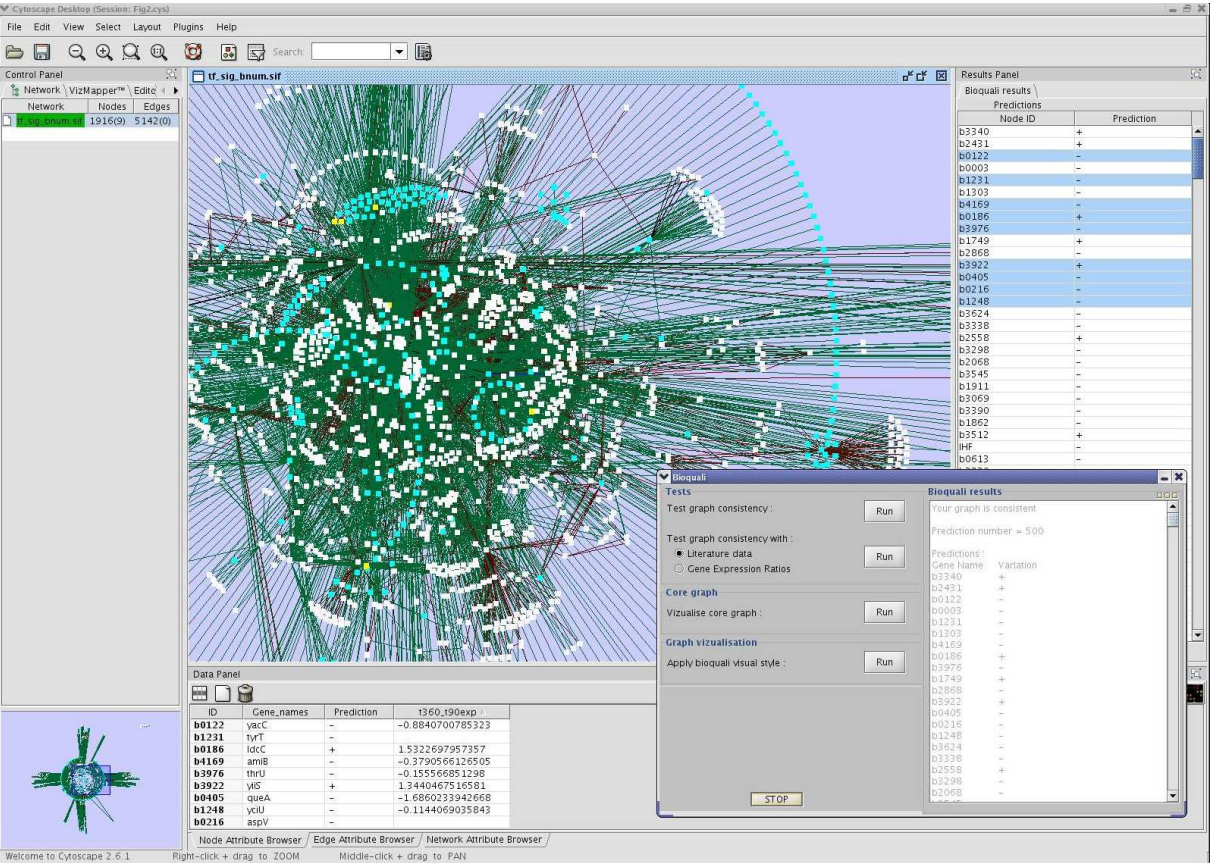 Cytoscape Desktop (Session: Fig2.cys)
File Edit View Select Layout Plugins Help
Search:
Control Panel
Network VizMapper™ Edito
Network Nodes Edges
tf_sig_bnum.sif 1916(9) 5142(0)
tf_sig_bnum.sif
Results Panel
Bioquali results
Predictions
Node ID Prediction
b3340 +
b2431 +
b0122 -
b0003 -
b1231 -
b1303 -
b4169 -
b0186 +
b3976 -
b1749 +
b2868 -
b3922 +
b0405 -
b0216 -
b1248 -
b3624 -
b3338 -
b2558 +
b3298 -
b2068 -
b3545 -
b1911 -
b3069 -
b3390 -
b1862 -
b3512 +
IHF -
b0613 -
Bioquali
Tests
Test graph consistency : Run
Test graph consistency with :
Literature data Run
Gene Expression Ratios
Core graph
Vizualise core graph : Run
Graph vizualisation
Apply bioquali visual style : Run
STOP
Bioquali results
Your graph is consistent
Prediction number = 500
Predictions :
Gene Name Variation
b3340 +
b2431 +
b0122 -
b0003 -
b1231 -
b1303 -
b4169 -
b0186 +
b3976 -
b1749 +
b2868 -
b3922 +
b0405 -
b0216 -
b1248 -
b3624 -
b3338 -
b2558 +
b3298 -
b2068 -
Data Panel
ID Gene_names Prediction t360_t90exp
b0122 yacC - -0.8840700785323
b1231 tyrT -
b0186 ldcC + 1.5322697957357
b4169 amiB - -0.3790566126505
b3976 thrU - -0.155566851298
b3922 yiiS + 1.3440467516581
b0405 queA - -1.6860233942668
b1248 yciU - -0.1144069035843
b0216 aspV -
Node Attribute Browser Edge Attribute Browser Network Attribute Browser
Welcome to Cytoscape 2.6.1 Right-click + drag to ZOOM Middle-click + drag to PAN